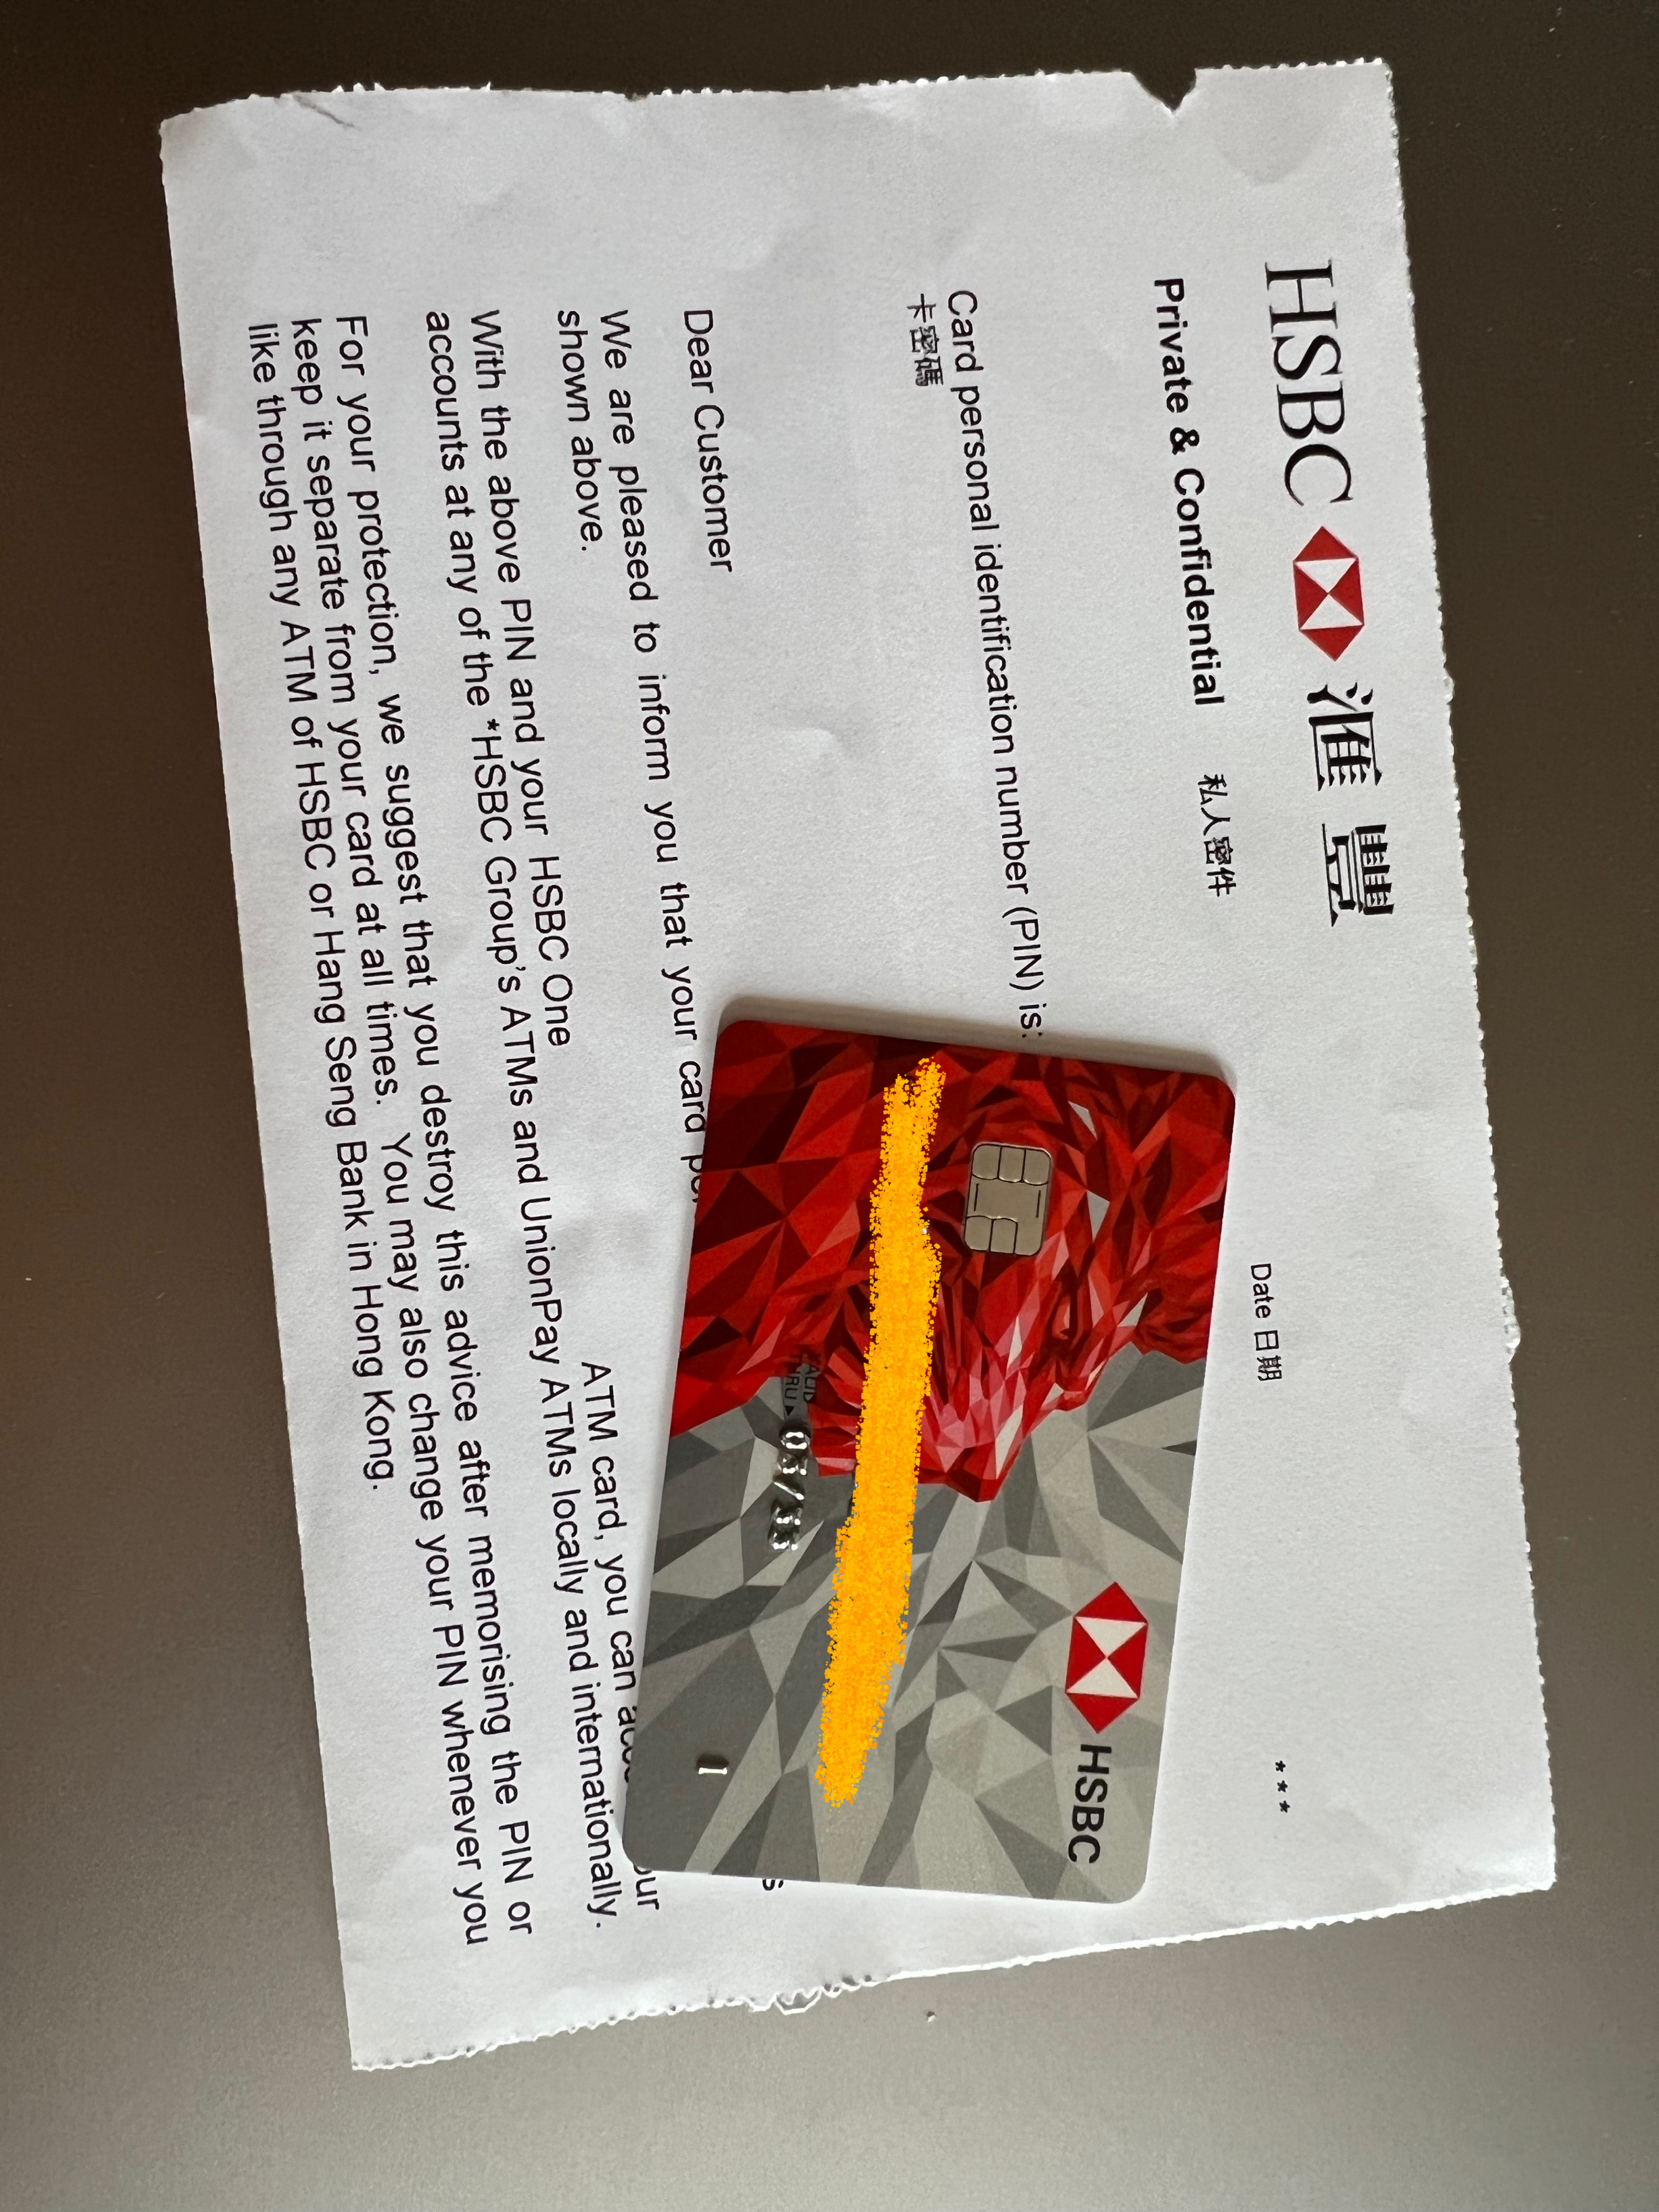 HSBC 滙豐
Private & Confidential 私人密件
Date 日期
***
Card personal identification number (PIN) is:
卡密碼
Dear Customer
We are pleased to inform you that your card
shown above.
With the above PIN and your HSBC One ATM card, you can
accounts at any of the *HSBC Group's ATMs and UnionPay ATMs locally and internationally.
For your protection, we suggest that you destroy this advice after memorising the PIN or
keep it separate from your card at all times. You may also change your PIN whenever you
like through any ATM of HSBC or Hang Seng Bank in Hong Kong.
HSBC